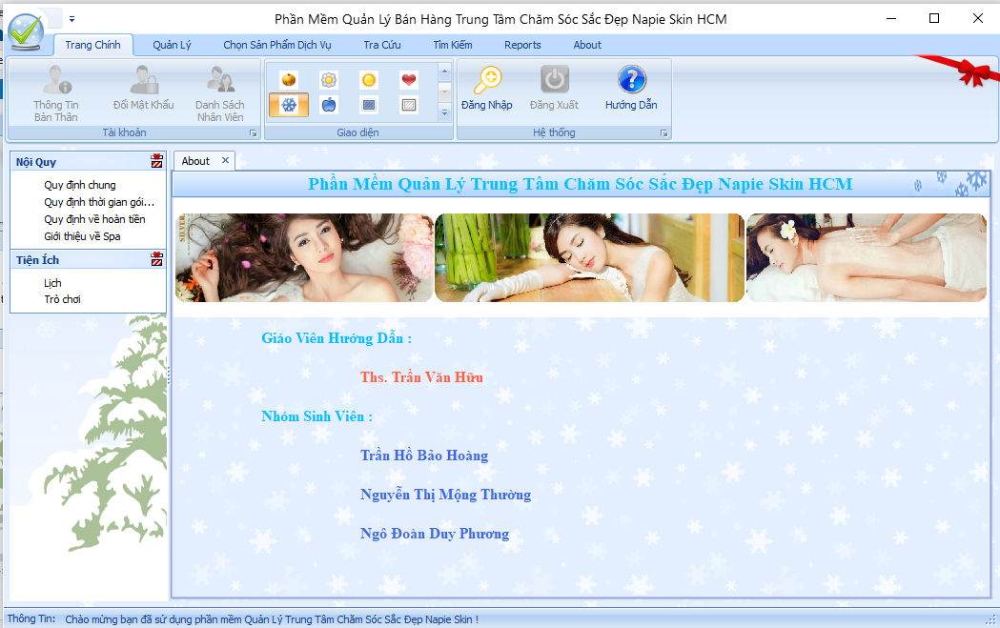 Phần Mềm Quản Lý Bán Hàng Trung Tâm Chăm Sóc Sắc Đẹp Napie Skin HCM
Trang Chính Quản Lý Chọn Sản Phẩm Dịch Vụ Tra Cứu Tìm Kiếm Reports About
Thông Tin Bản Thân
Đổi Mật Khẩu
Danh Sách Nhân Viên
Đăng Nhập
Đăng Xuất
Hướng Dẫn
Tài khoản
Giao diện
Hệ thống
Nội Quy
Quy định chung
Quy định thời gian gói...
Quy định về hoàn tiền
Giới thiệu về Spa
Tiện Ích
Lịch
Trò chơi
About
Phần Mềm Quản Lý Trung Tâm Chăm Sóc Sắc Đẹp Napie Skin HCM
SILVER
Giáo Viên Hướng Dẫn :
Ths. Trần Văn Hữu
Nhóm Sinh Viên :
Trần Hồ Bảo Hoàng
Nguyễn Thị Mộng Thường
Ngô Đoàn Duy Phương
Thông Tin: Chào mừng bạn đã sử dụng phần mềm Quản Lý Trung Tâm Chăm Sóc Sắc Đẹp Napie Skin !